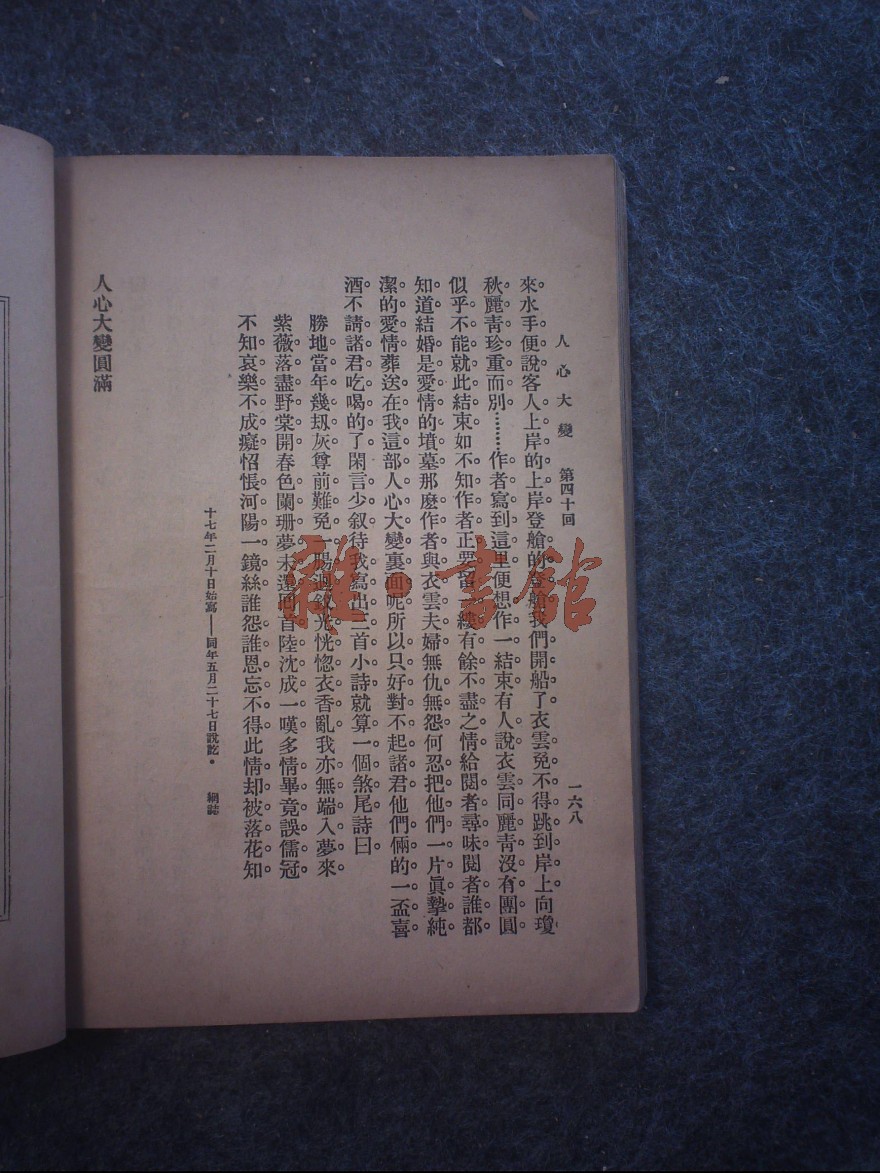 人心大變　第四十回　一六八
來水手便說客人上岸的上岸登艙的登艙我們開船了衣雲免不得跳到岸上向瓊
秋麗青珍重而別………作者寫到這里便想作一結束有人說衣雲同麗青沒有團圓
似乎不能就此結束如不知作者正要留一縷有餘不盡之情給閱者尋味閱者誰都
知道結婚是愛情的墳墓那麽作者與衣雲夫婦無仇無怨何忍把他們一片眞摯純
潔的愛情葬送在我這部人心大變裏面呢所以只好對不起諸君他們倆的一盃喜
酒不請諸君吃喝的了閑言少叙待我寫出三首小詩就算一個煞尾詩曰
勝地當年幾刼灰尊前難免一腸迴釵光恍惚衣香亂我亦無端入夢來
紫薇落盡野棠開春色闌珊夢未還回首陸沈成一嘆多情畢竟誤儒冠
不知哀樂不成癡怊悵河陽一鏡絲誰怨誰恩忘不得此情却被落花知
十七年二月十日始寫——同年五月二十七日說訖。　網誌
人心大變圓滿
雜·書館